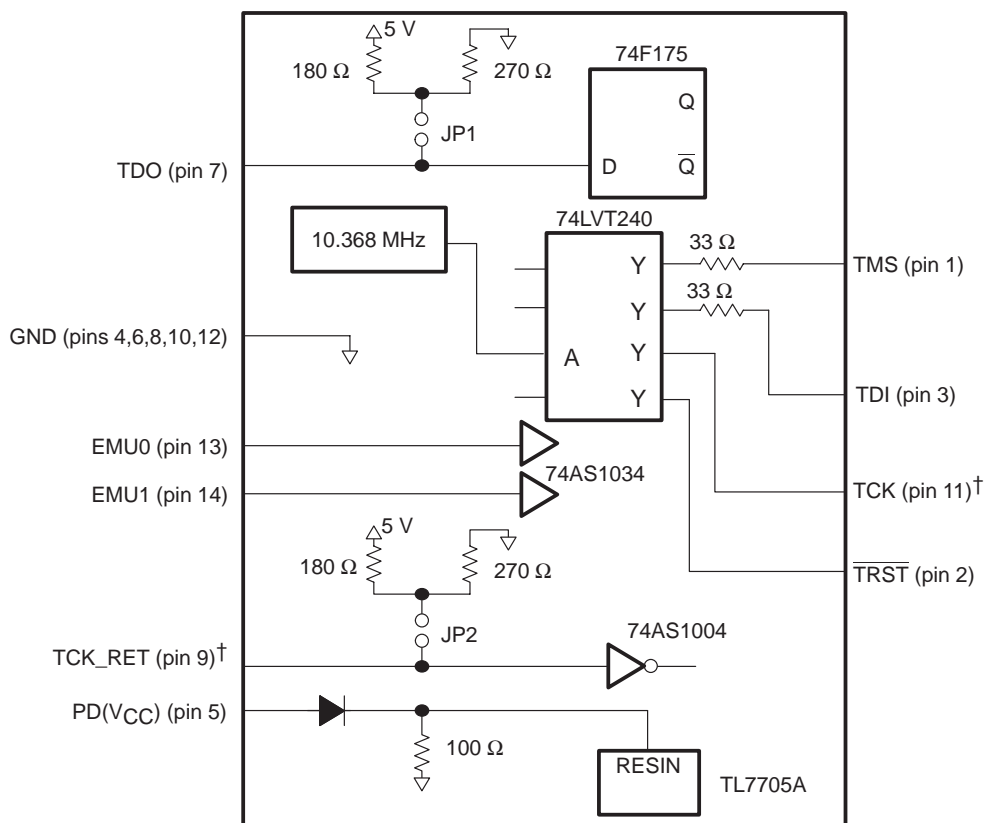 5 V
180 Ω
270 Ω
JP1
74F175
Q
D
Q̅
TDO (pin 7)
10.368 MHz
74LVT240
Y
33 Ω
TMS (pin 1)
Y
33 Ω
GND (pins 4,6,8,10,12)
A
Y
Y
TDI (pin 3)
EMU0 (pin 13)
74AS1034
EMU1 (pin 14)
TCK (pin 11)†
5 V
180 Ω
270 Ω
T̅R̅S̅T̅ (pin 2)
JP2
74AS1004
TCK_RET (pin 9)†
PD(VCC) (pin 5)
100 Ω
RESIN
TL7705A